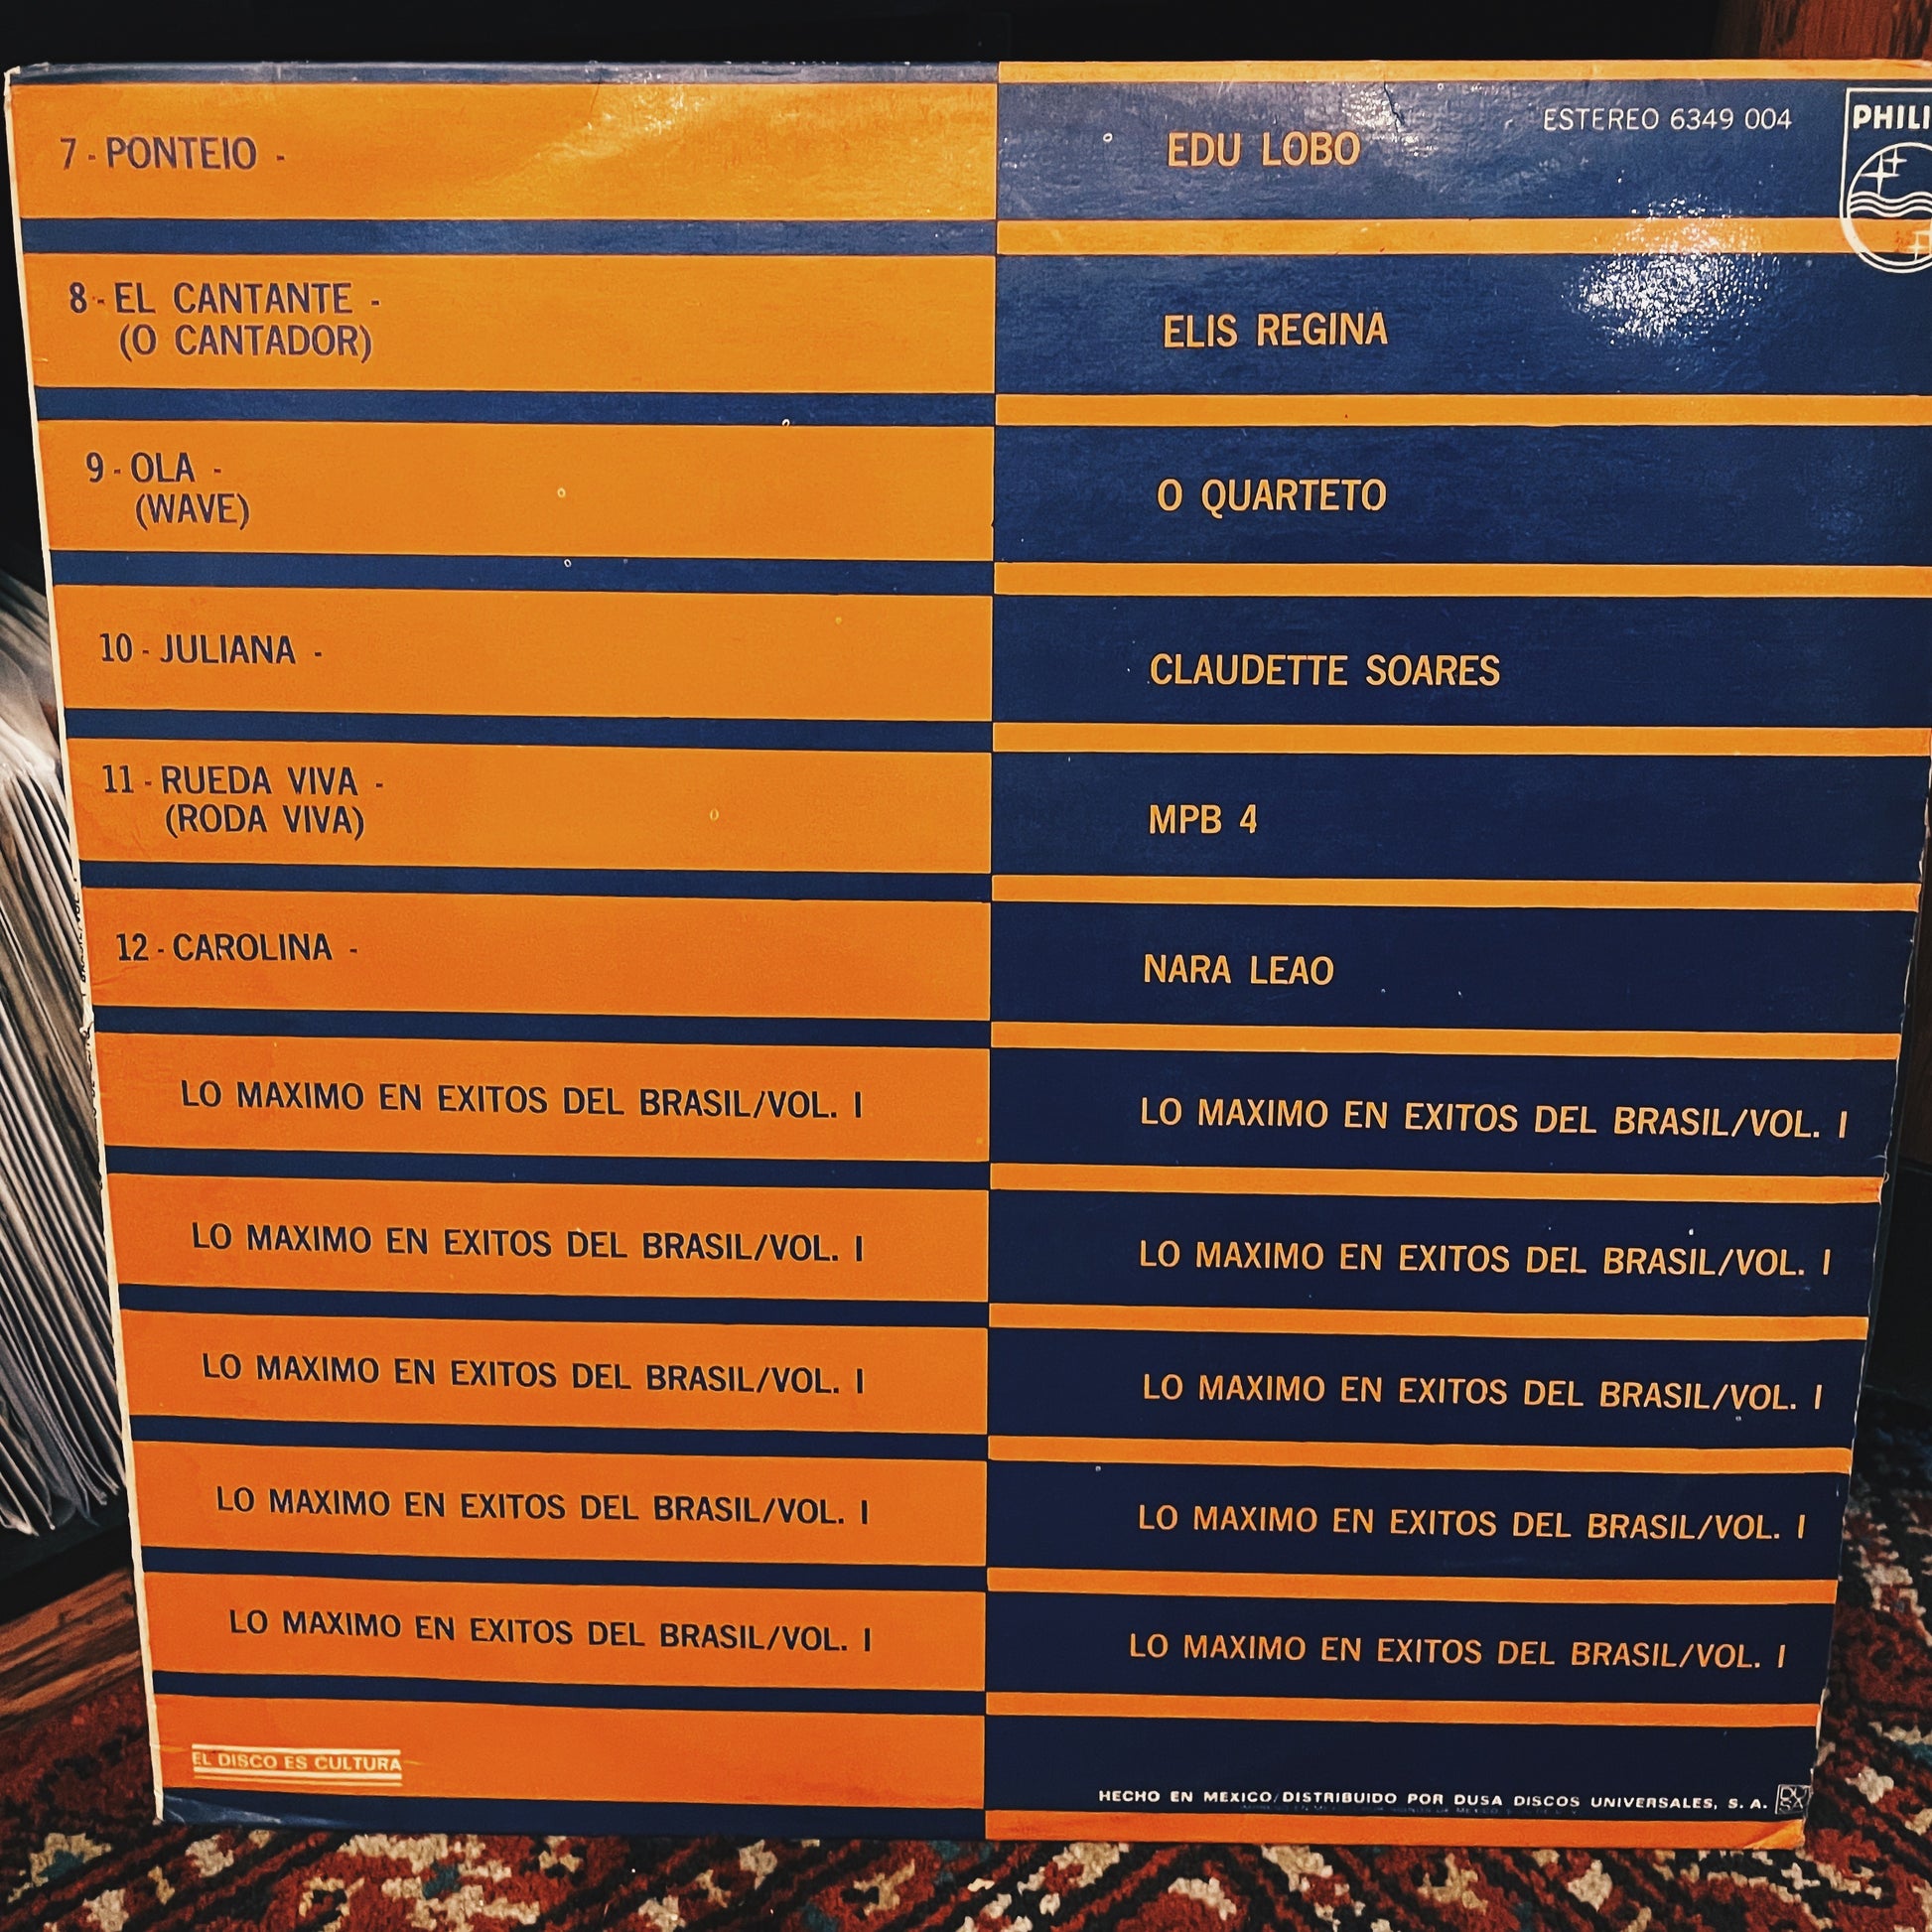 7 - PONTEIO -
EDU LOBO
ESTEREO 6349 004
8 - EL CANTANTE -
(O CANTADOR)
ELIS REGINA
9 - OLA -
(WAVE)
O QUARTETO
10 - JULIANA -
CLAUDETTE SOARES
11 - RUEDA VIVA -
(RODA VIVA)
MPB 4
12 - CAROLINA -
NARA LEAO
LO MAXIMO EN EXITOS DEL BRASIL/VOL. I
LO MAXIMO EN EXITOS DEL BRASIL/VOL. I
LO MAXIMO EN EXITOS DEL BRASIL/VOL. I
LO MAXIMO EN EXITOS DEL BRASIL/VOL. I
LO MAXIMO EN EXITOS DEL BRASIL/VOL. I
LO MAXIMO EN EXITOS DEL BRASIL/VOL. I
LO MAXIMO EN EXITOS DEL BRASIL/VOL. I
LO MAXIMO EN EXITOS DEL BRASIL/VOL. I
LO MAXIMO EN EXITOS DEL BRASIL/VOL. I
LO MAXIMO EN EXITOS DEL BRASIL/VOL. I
EL DISCO ES CULTURA
HECHO EN MEXICO/DISTRIBUIDO POR DUSA DISCOS UNIVERSALES, S. A.
DUSA